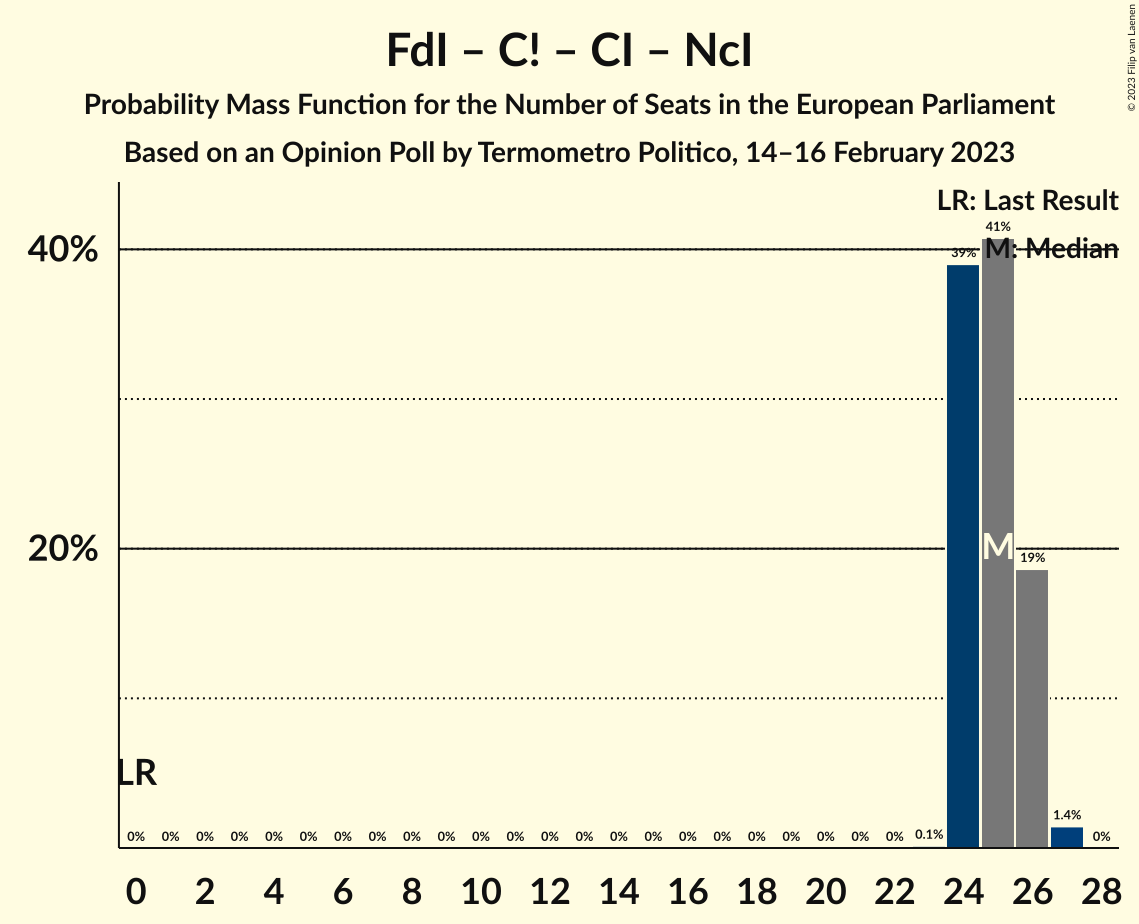 FdI – C! – CI – NcI
Probability Mass Function for the Number of Seats in the European Parliament
Based on an Opinion Poll by Termometro Politico, 14–16 February 2023
© 2023 Filip van Laenen
LR: Last Result
M: Median
40%
20%
41%
39%
M
19%
LR
1.4%
0% 0% 0% 0% 0% 0% 0% 0% 0% 0% 0% 0% 0% 0% 0% 0% 0% 0% 0% 0% 0% 0% 0% 0.1% 0%
0 2 4 6 8 10 12 14 16 18 20 22 24 26 28